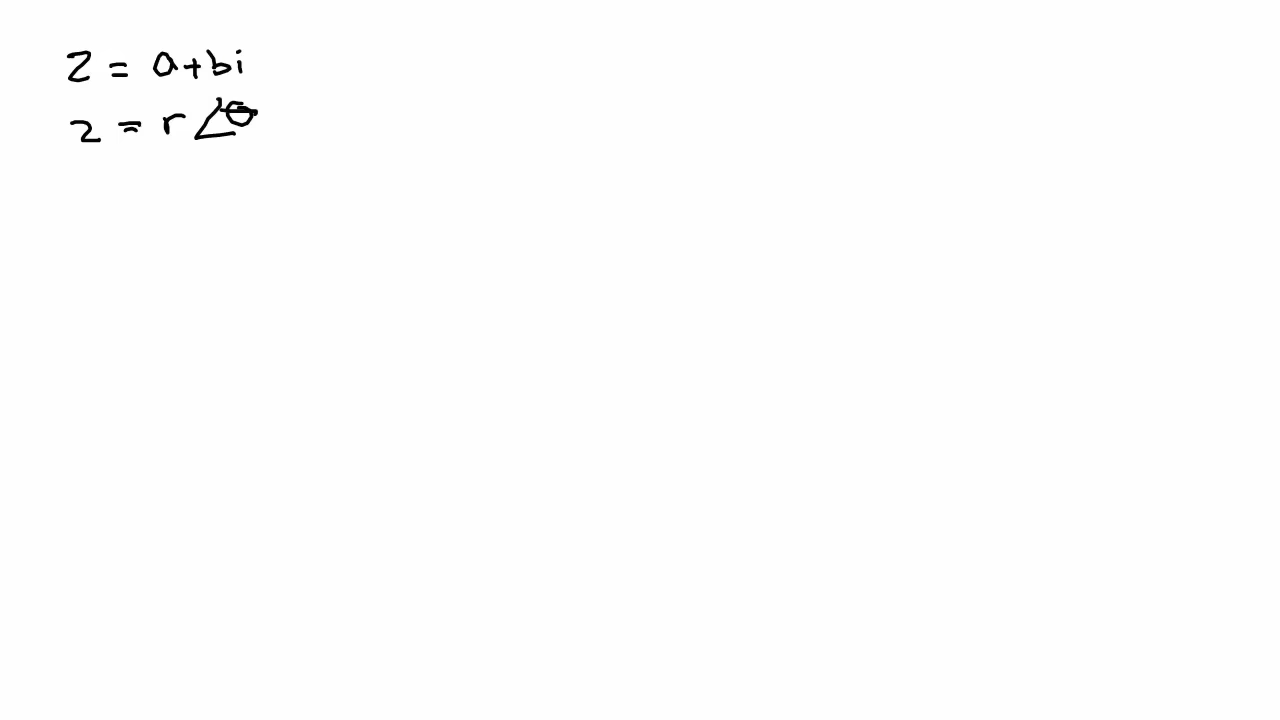 z = a+bi
z = r∠θ